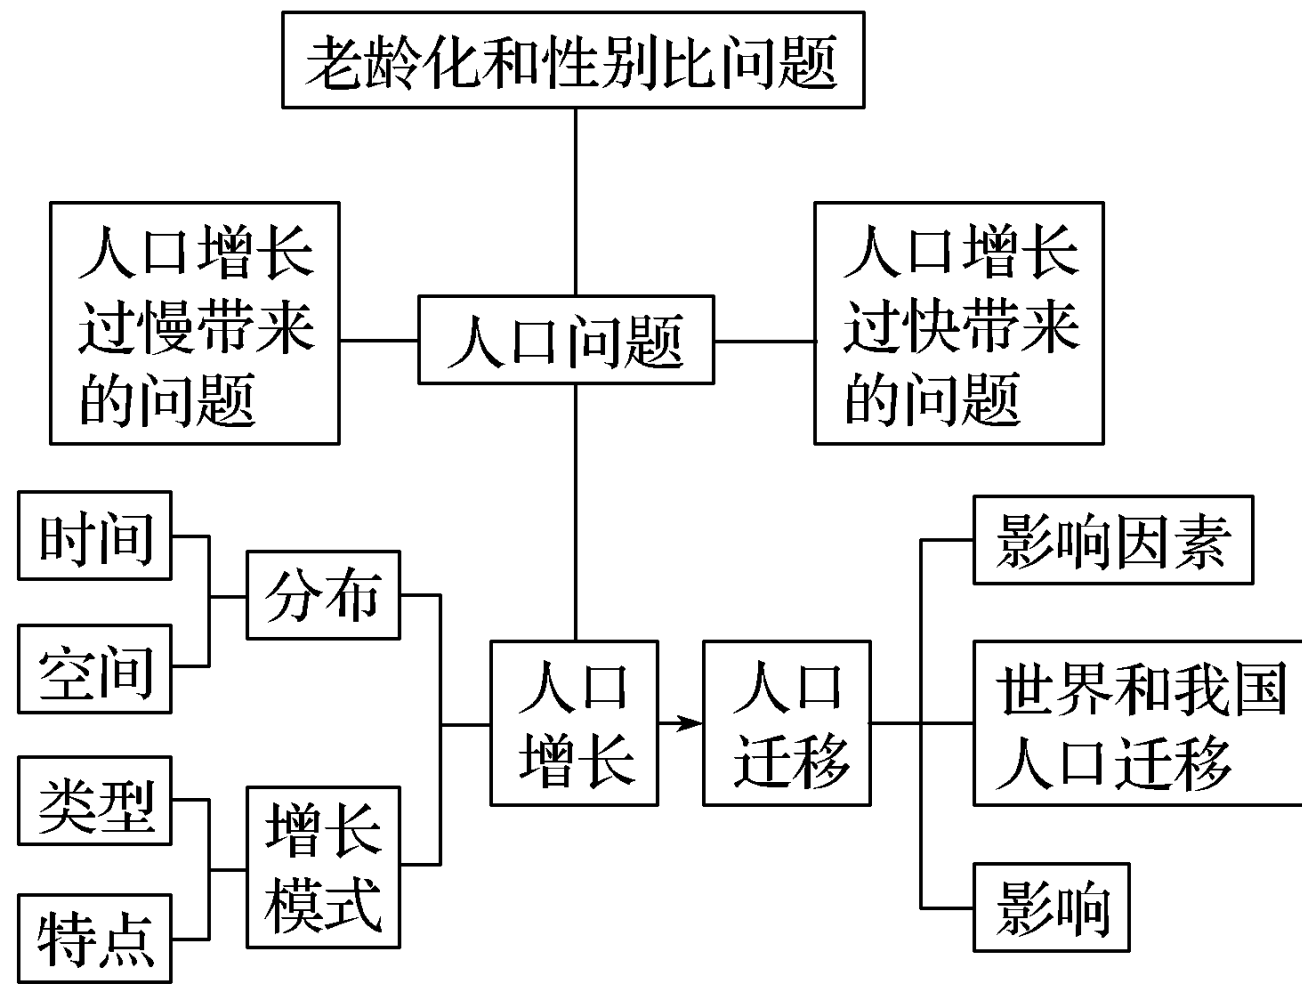 老龄化和性别比问题
人口增长
过慢带来
的问题
人口问题
人口增长
过快带来
的问题
时间
空间
分布
类型
特点
增长
模式
人口
增长
人口
迁移
影响因素
世界和我国
人口迁移
影响